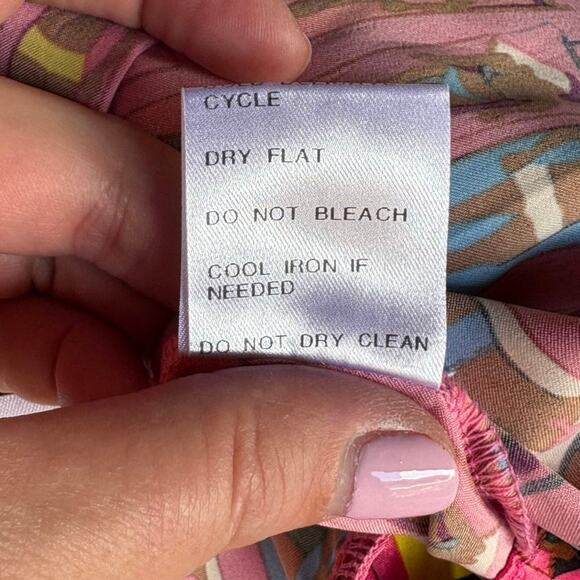 CYCLE
DRY FLAT
DO NOT BLEACH
COOL IRON IF
NEEDED
DO NOT DRY CLEAN